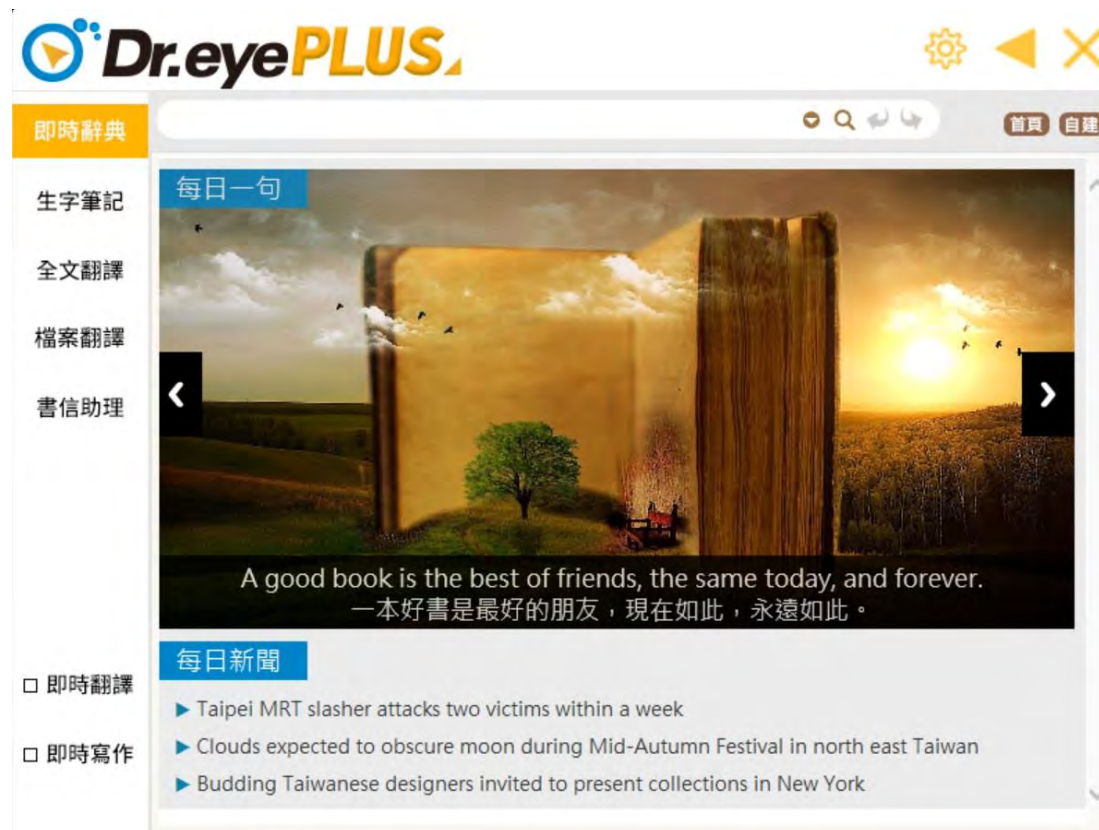 Dr.eye PLUS
即時辭典
首頁 自建
生字筆記
全文翻譯
檔案翻譯
書信助理
即時翻譯
即時寫作
每日一句
A good book is the best of friends, the same today, and forever.
一本好書是最好的朋友，現在如此，永遠如此。
每日新聞
Taipei MRT slasher attacks two victims within a week
Clouds expected to obscure moon during Mid-Autumn Festival in north east Taiwan
Budding Taiwanese designers invited to present collections in New York